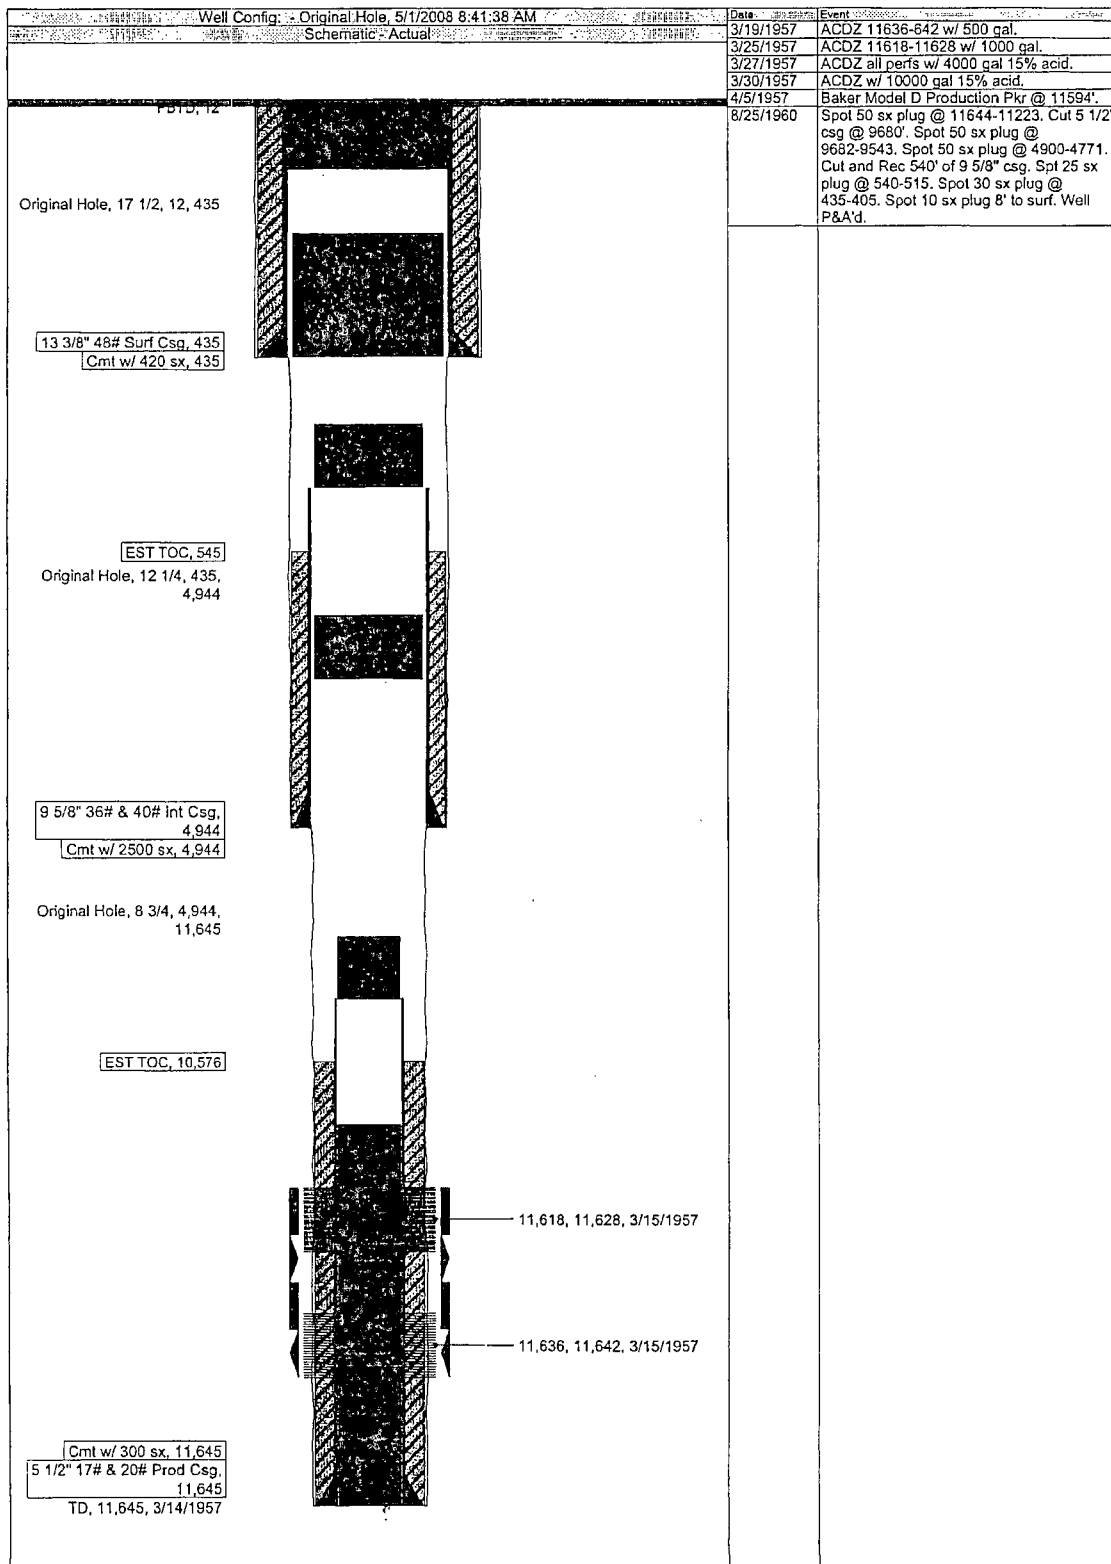 Well Config: - Original Hole, 5/1/2008 8:41:38 AM
Schematic - Actual
PBTD, 12
Original Hole, 17 1/2, 12, 435
13 3/8" 48# Surf Csg, 435
Cmt w/ 420 sx, 435
EST TOC, 545
Original Hole, 12 1/4, 435,
4,944
9 5/8" 36# & 40# Int Csg,
4,944
Cmt w/ 2500 sx, 4,944
Original Hole, 8 3/4, 4,944,
11,645
EST TOC, 10,576
11,618, 11,628, 3/15/1957
11,636, 11,642, 3/15/1957
Cmt w/ 300 sx, 11,645
5 1/2" 17# & 20# Prod Csg,
11,645
TD, 11,645, 3/14/1957
Date Event
3/19/1957 ACDZ 11636-642 w/ 500 gal.
3/25/1957 ACDZ 11618-11628 w/ 1000 gal.
3/27/1957 ACDZ all perfs w/ 4000 gal 15% acid.
3/30/1957 ACDZ w/ 10000 gal 15% acid.
4/5/1957 Baker Model D Production Pkr @ 11594'.
8/25/1960 Spot 50 sx plug @ 11644-11223. Cut 5 1/2"
csg @ 9680'. Spot 50 sx plug @
9682-9543. Spot 50 sx plug @ 4900-4771.
Cut and Rec 540' of 9 5/8" csg. Spt 25 sx
plug @ 540-515. Spot 30 sx plug @
435-405. Spot 10 sx plug 8' to surf. Well
P&A'd.